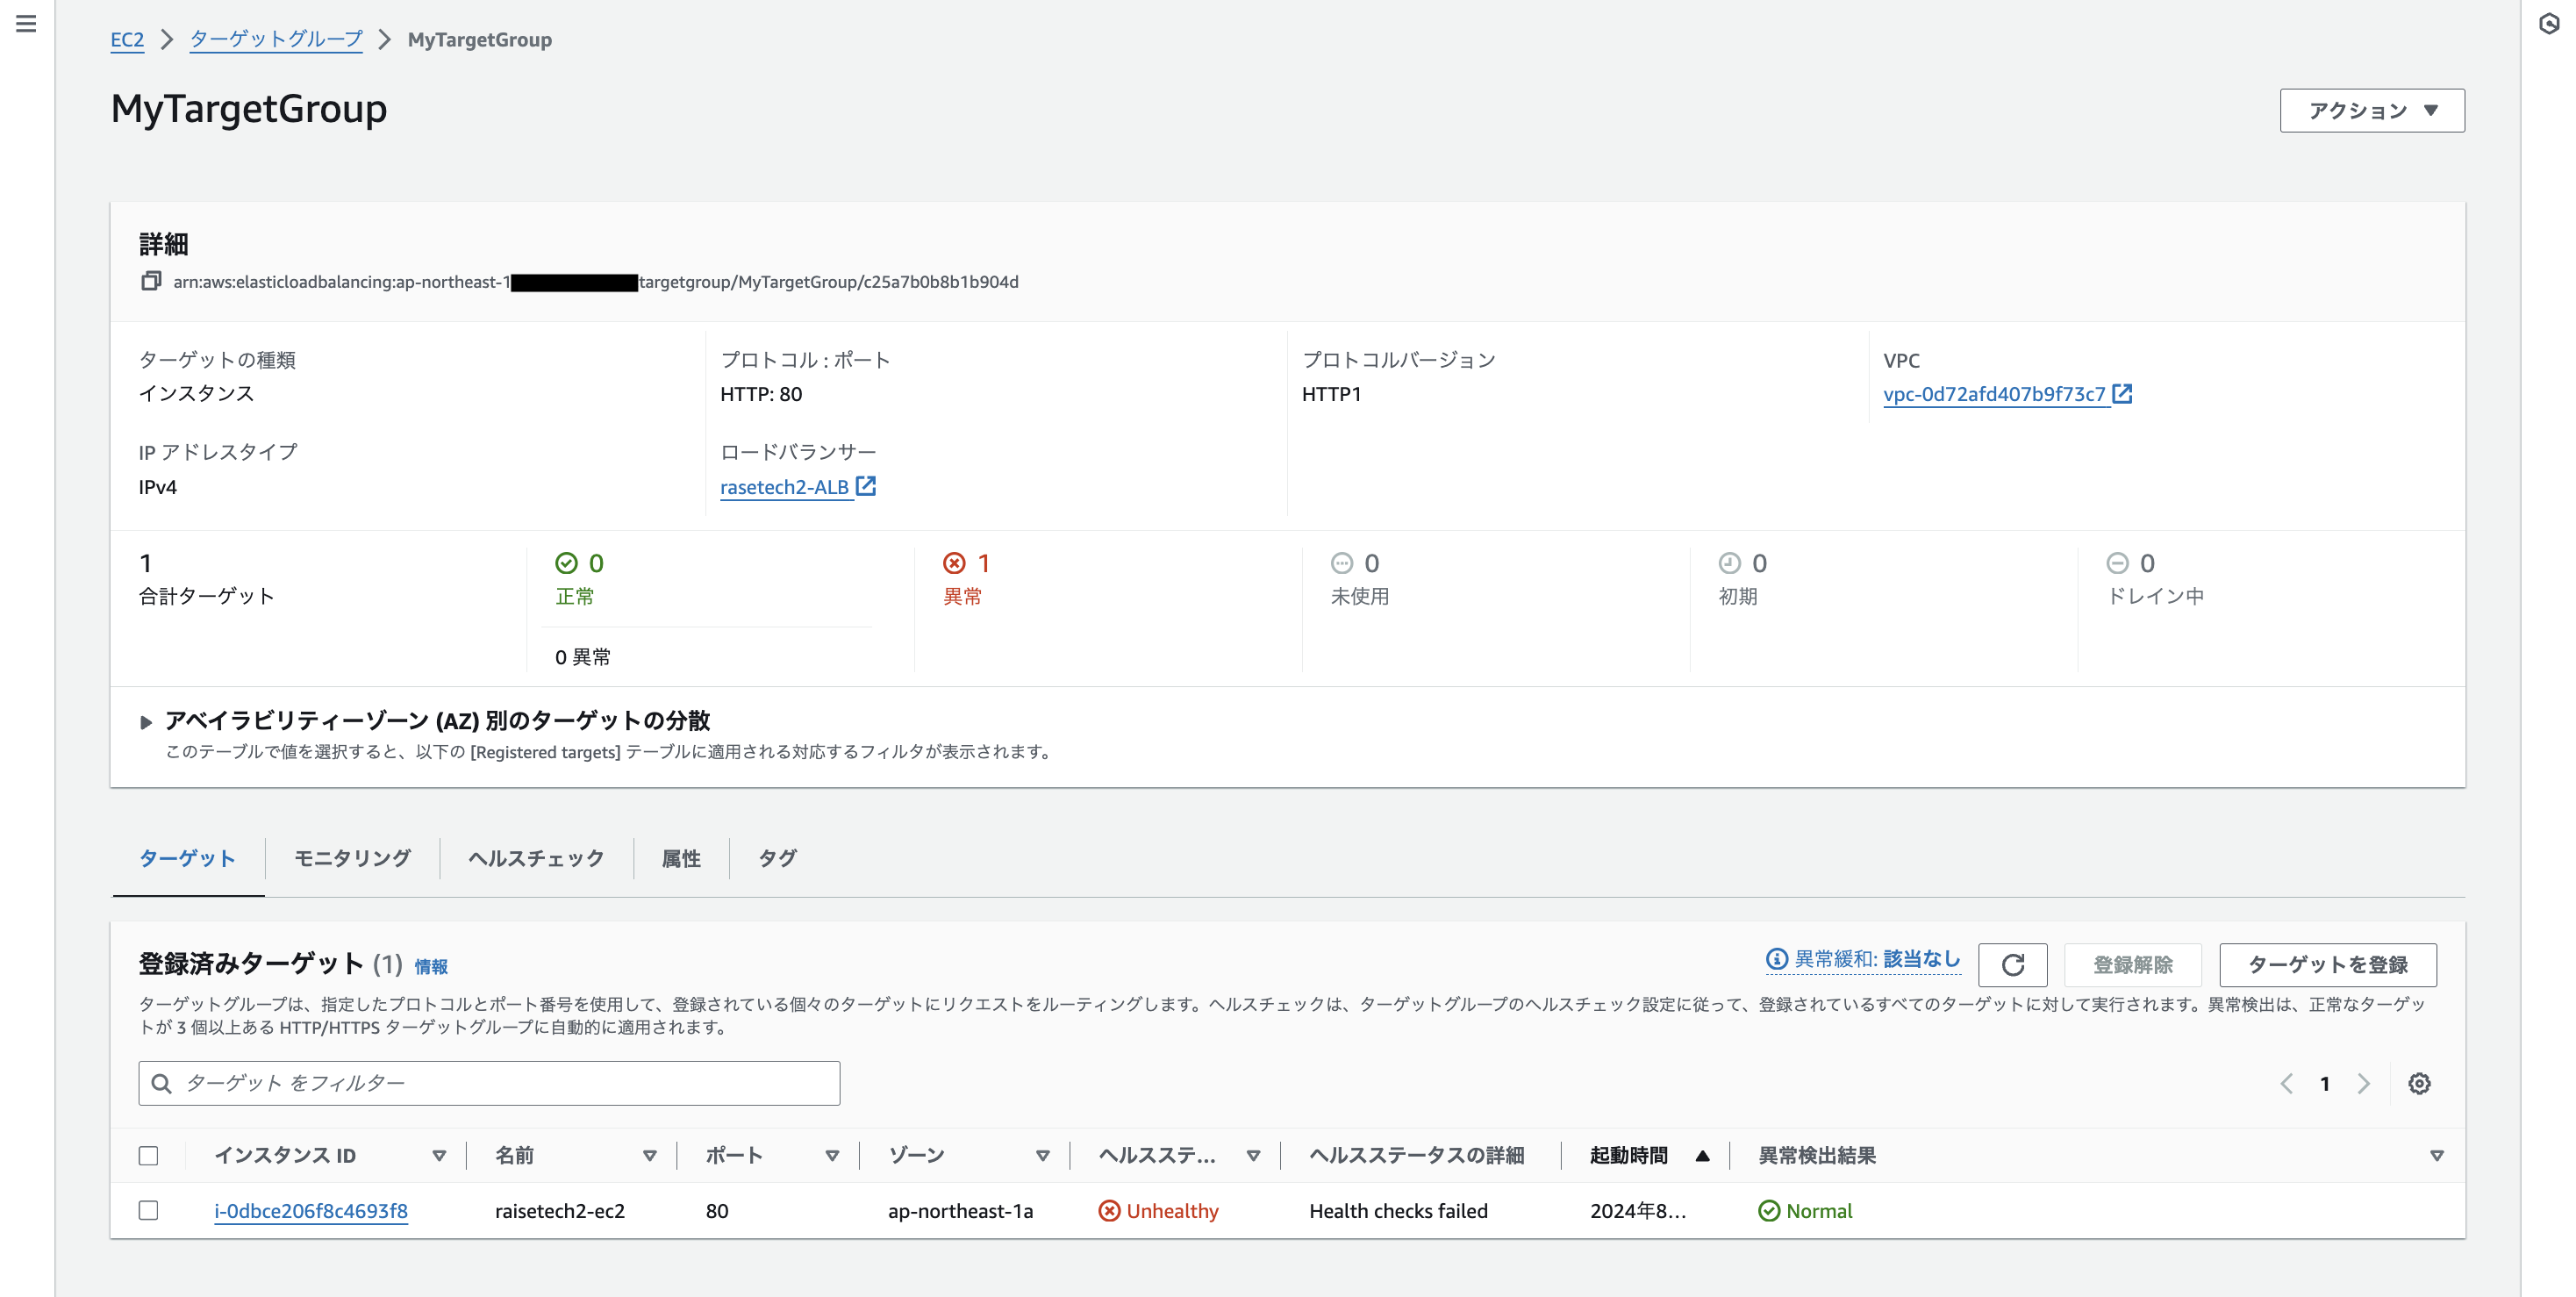 EC2 > ターゲットグループ > MyTargetGroup
MyTargetGroup
アクション
詳細
arn:aws:elasticloadbalancing:ap-northeast-1 targetgroup/MyTargetGroup/c25a7b0b8b1b904d
ターゲットの種類
インスタンス
プロトコル : ポート
HTTP: 80
プロトコルバージョン
HTTP1
VPC
vpc-0d72afd407b9f73c7
IP アドレスタイプ
IPv4
ロードバランサー
rasetech2-ALB
1
合計ターゲット
0
正常
0 異常
1
異常
0
未使用
0
初期
0
ドレイン中
アベイラビリティーゾーン (AZ) 別のターゲットの分散
このテーブルで値を選択すると、以下の [Registered targets] テーブルに適用される対応するフィルタが表示されます。
ターゲット モニタリング ヘルスチェック 属性 タグ
登録済みターゲット (1) 情報
異常緩和: 該当なし
登録解除
ターゲットを登録
ターゲットグループは、指定したプロトコルとポート番号を使用して、登録されている個々のターゲットにリクエストをルーティングします。ヘルスチェックは、ターゲットグループのヘルスチェック設定に従って、登録されているすべてのターゲットに対して実行されます。異常検出は、正常なターゲッ
トが 3 個以上ある HTTP/HTTPS ターゲットグループに自動的に適用されます。
ターゲット をフィルター
1
インスタンス ID 名前 ポート ゾーン ヘルスステ... ヘルスステータスの詳細 起動時間 異常検出結果
i-0dbce206f8c4693f8 raisetech2-ec2 80 ap-northeast-1a Unhealthy Health checks failed 2024年8... Normal